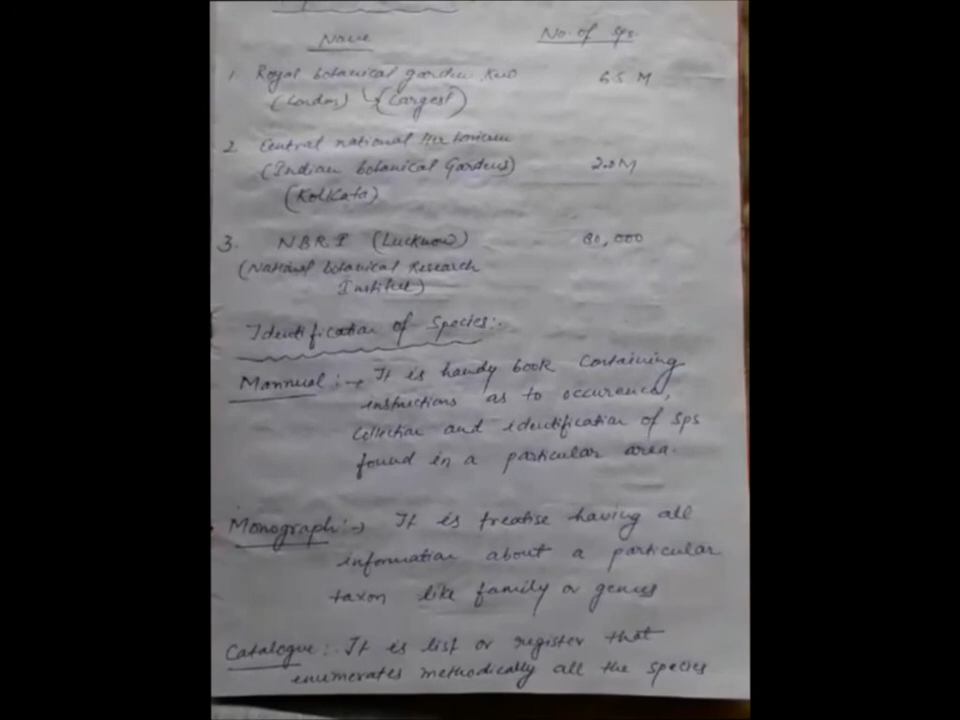 Name No. of Sps.
1. Royal botanical garden Kew 6.5 M
(London) (Largest)
2. Central national Herbarium
(Indian botanical Gardens) 2.0 M
(Kolkata)
3. NBRI (Lucknow) 80,000
(National botanical Research
Institute)
Identification of Species:-
Mannual :→ It is handy book containing
instructions as to occurence,
collection and identification of sps
found in a particular area.
Monograph:→ It is treatise having all
information about a particular
taxon like family or genus
Catalogue:- It is list or register that
enumerates methodically all the species